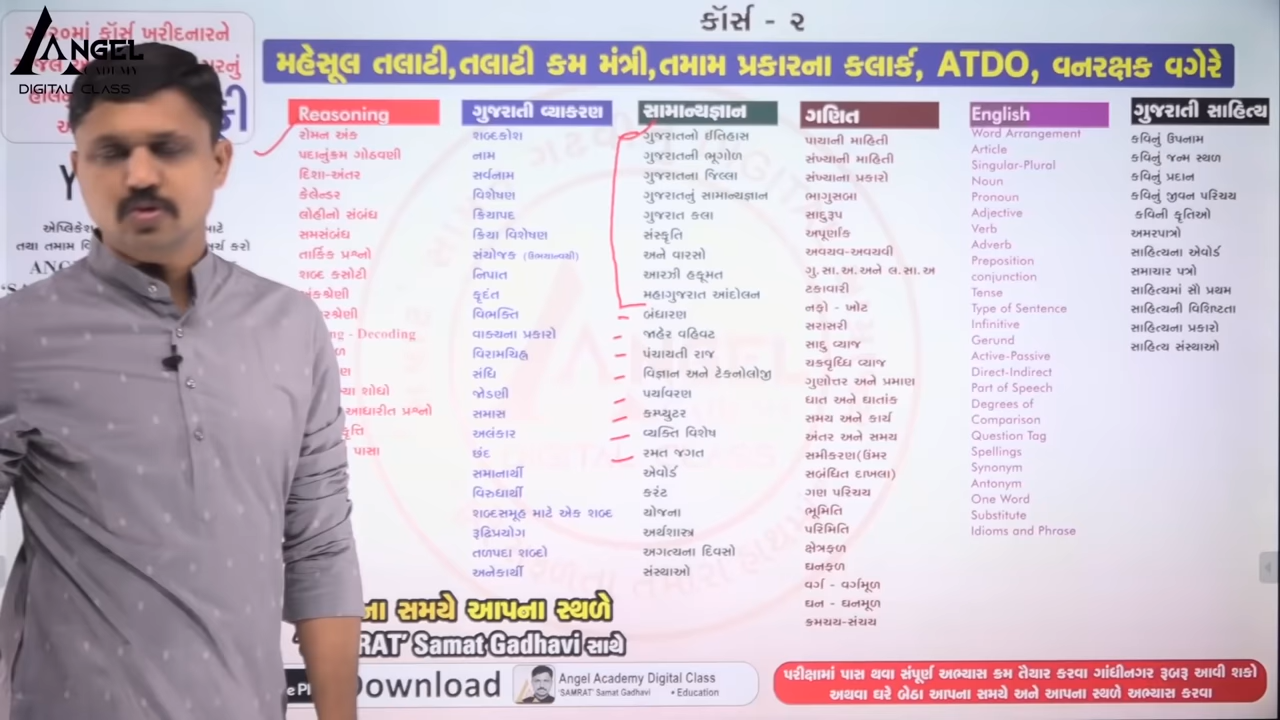 કૉર્સ - ૨
ANGEL
ACADEMY
DIGITAL CLASS
મહેસૂલ તલાટી,તલાટી કમ મંત્રી,તમામ પ્રકારના કલાર્ક, ATDO, વનરક્ષક વગેરે
Reasoning
રોમન અંક
પદાનુંક્રમ ગોઠવણી
દિશા-અંતર
કેલેન્ડર
લોહીનો સંબંધ
સમસંબંધ
તાર્કિક પ્રશ્નો
શબ્દ કસોટી
- Decoding
શોધો
આધારીત પ્રશ્નો
પાસા
ગુજરાતી વ્યાકરણ
શબ્દકોશ
નામ
સર્વનામ
વિશેષણ
ક્રિયાપદ
ક્રિયા વિશેષણ
સંયોજક (ઉભયાન્વયી)
નિપાત
કૃદંત
વિભક્તિ
વાક્યના પ્રકારો
વિરામચિહ્ન
સંધિ
જોડણી
સમાસ
અલંકાર
છંદ
સમાનાર્થી
વિરુધાર્થી
શબ્દસમૂહ માટે એક શબ્દ
રૂઢિપ્રયોગ
તળપદા શબ્દો
અનેકાર્થી
સામાન્યજ્ઞાન
ગુજરાતનો ઈતિહાસ
ગુજરાતની ભૂગોળ
ગુજરાતના જિલ્લા
ગુજરાતનું સામાન્યજ્ઞાન
ગુજરાત કલા
સંસ્કૃતિ
અને વારસો
આરઝી હકૂમત
મહાગુજરાત આંદોલન
બંધારણ
જાહેર વહિવટ
પંચાયતી રાજ
વિજ્ઞાન અને ટેકનોલૉજી
પર્યાવરણ
કમ્પ્યુટર
વ્યક્તિ વિશેષ
રમત જગત
એવોર્ડ
કરંટ
યોજના
અર્થશાસ્ત્ર
અગત્યના દિવસો
સંસ્થાઓ
ગણિત
પાયાની માહિતી
સંખ્યાની માહિતી
સંખ્યાના પ્રકારો
ભાગુસબા
સાદુરૂપ
અપૂર્ણાંક
અવયવ-અવયવી
ગુ.સા.અ.અને લ.સા.અ
ટકાવારી
નફો - ખોટ
સરાસરી
સાદુ વ્યાજ
ચક્રવૃધ્ધિ વ્યાજ
ગુણોત્તર અને પ્રમાણ
ઘાત અને ઘાતાંક
સમય અને કાર્ય
અંતર અને સમય
સમીકરણ(ઉંમર
સબંધિત દાખલા)
ગણ પરિચય
ભૂમિતિ
પરિમિતિ
ક્ષેત્રફળ
ઘનફળ
વર્ગ - વર્ગમૂળ
ઘન - ઘનમૂળ
ક્રમચય-સંચય
English
Word Arrangement
Article
Singular-Plural
Noun
Pronoun
Adjective
Verb
Adverb
Preposition
conjunction
Tense
Type of Sentence
Infinitive
Gerund
Active-Passive
Direct-Indirect
Part of Speech
Degrees of
Comparison
Question Tag
Spellings
Synonym
Antonym
One Word
Substitute
Idioms and Phrase
ગુજરાતી સાહિત્ય
કવિનું ઉપનામ
કવિનું જન્મ સ્થળ
કવિનું પ્રદાન
કવિનું જીવન પરિચય
કવિની કૃતિઓ
અમરપાત્રો
સાહિત્યના એવોર્ડ
સમાચાર પત્રો
સાહિત્યમાં સૌ પ્રથમ
સાહિત્યની વિશિષ્ટતા
સાહિત્યના પ્રકારો
સાહિત્ય સંસ્થાઓ
સમયે આપના સ્થળે
Samat Gadhavi સાથે
Download
Angel Academy Digital Class
'SAMRAT' Samat Gadhavi • Education
પરીક્ષામાં પાસ થવા સંપૂર્ણ અભ્યાસ ક્રમ તૈયાર કરવા ગાંધીનગર રૂબરૂ આવી શકો
અથવા ઘરે બેઠા આપના સમયે અને આપના સ્થળે અભ્યાસ કરવા